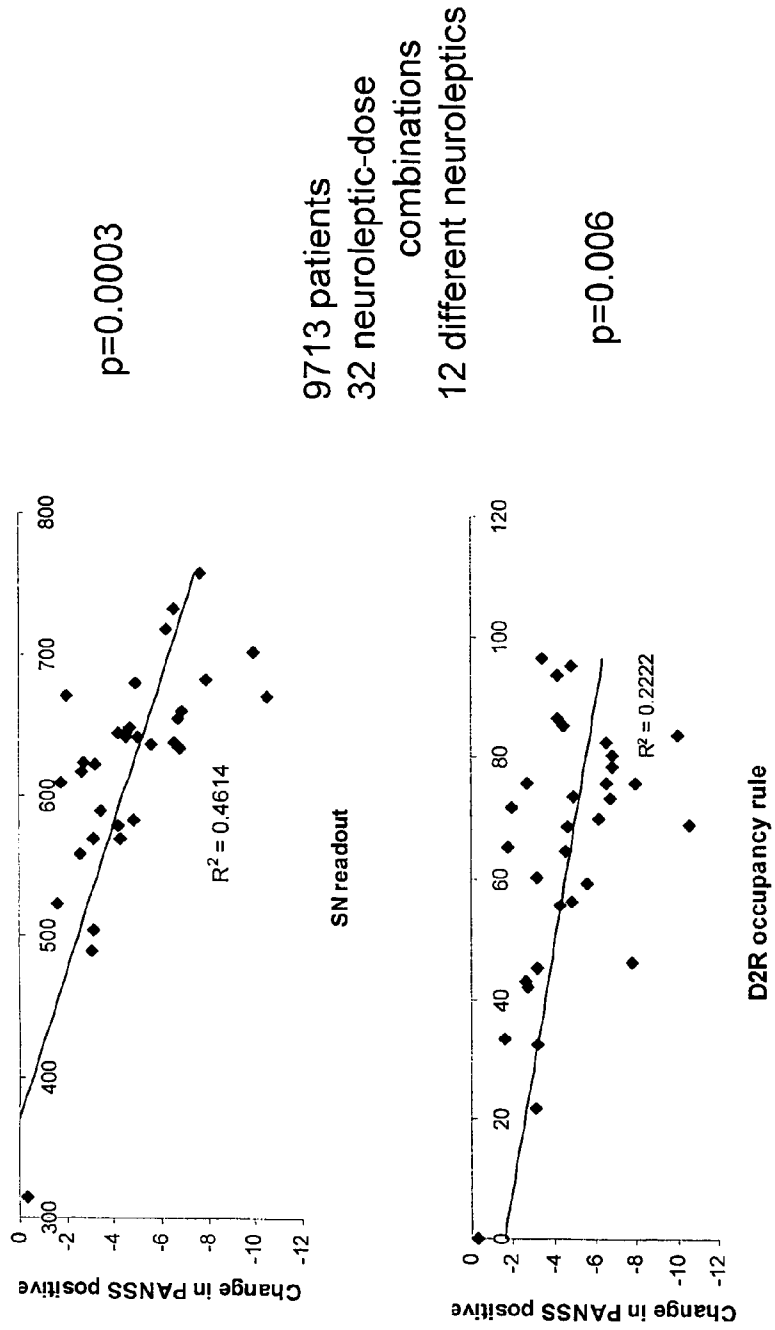 300
400
500
600
700
800
0
-2
-4
-6
-8
-10
-12
Change in PANSS positive
R² = 0.4614
SN readout
p=0.0003
9713 patients
32 neuroleptic-dose
combinations
12 different neuroleptics
0
20
40
60
80
100
120
0
-2
-4
-6
-8
-10
-12
Change in PANSS positive
R² = 0.2222
D2R occupancy rule
p=0.006